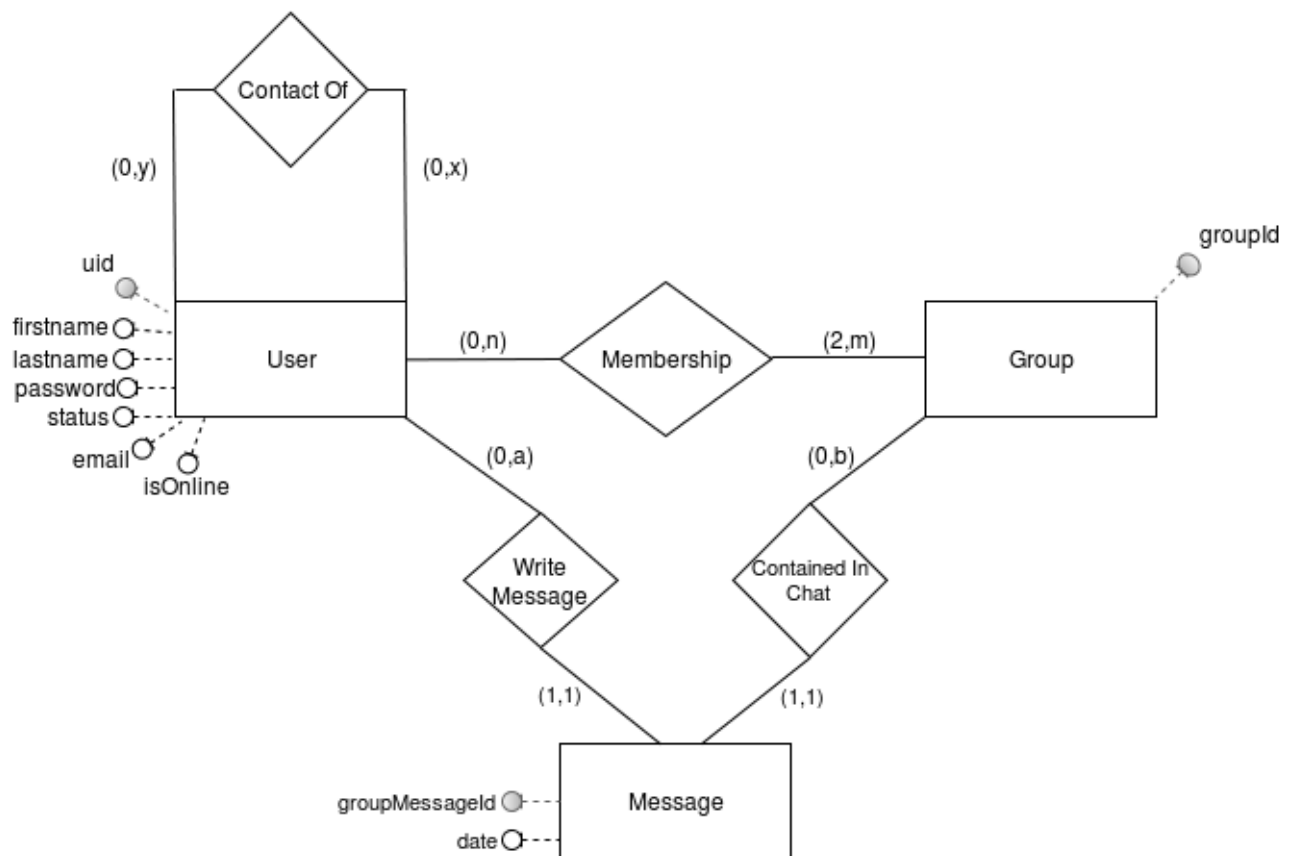 Contact Of
(0,y)
(0,x)
groupId
uid
firstname
lastname
password
status
email
isOnline
User
(0,n)
Membership
(2,m)
Group
(0,a)
(0,b)
Write
Message
Contained In
Chat
(1,1)
(1,1)
groupMessageId
date
Message